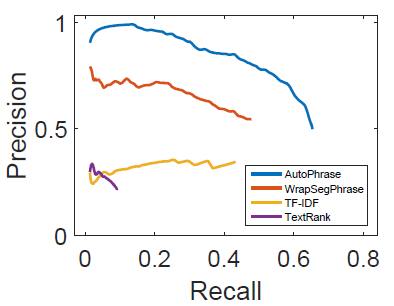 1
0.5
0
Precision
AutoPhrase
WrapSegPhrase
TF-IDF
TextRank
0 0.2 0.4 0.6 0.8
Recall